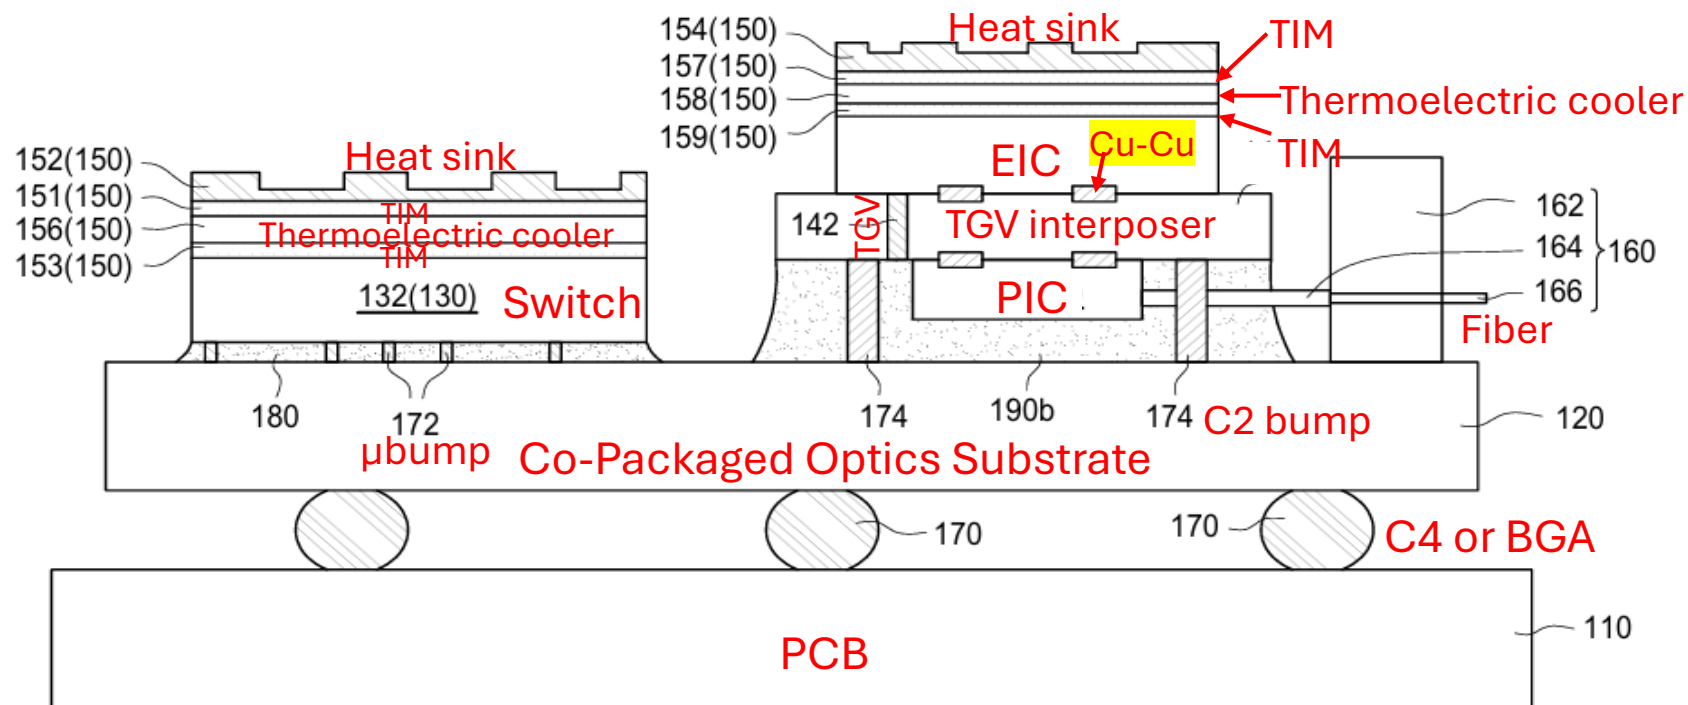 154(150)
Heat sink
TIM
157(150)
158(150)
Thermoelectric cooler
159(150)
EIC
Cu-Cu
TIM
152(150)
Heat sink
151(150)
TIM
156(150)
Thermoelectric cooler
153(150)
TIM
142
TGV
TGV interposer
162
164
160
166
132(130)
Switch
PIC
Fiber
180
172
174
190b
174
C2 bump
120
µbump
Co-Packaged Optics Substrate
170
170
C4 or BGA
110
PCB